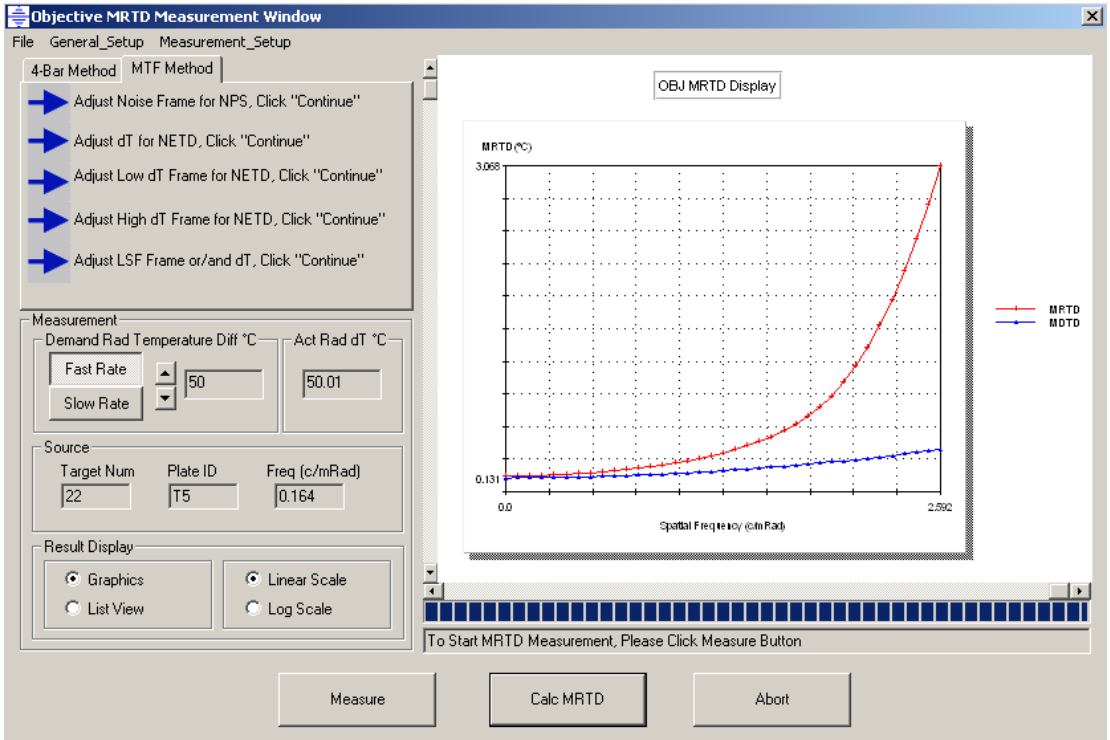 Objective MRTD Measurement Window
File General_Setup Measurement_Setup
4-Bar Method MTF Method
Adjust Noise Frame for NPS, Click "Continue"
Adjust dT for NETD, Click "Continue"
Adjust Low dT Frame for NETD, Click "Continue"
Adjust High dT Frame for NETD, Click "Continue"
Adjust LSF Frame or/and dT, Click "Continue"
Measurement
Demand Rad Temperature Diff °C Act Rad dT °C
Fast Rate
Slow Rate
50
50.01
Source
Target Num Plate ID Freq (c/mRad)
22 T5 0.164
Result Display
Graphics Linear Scale
List View Log Scale
OBJ MRTD Display
MRTD (°C)
3.068
0.131
0.0 2.592
Spatial Frequency (c/mRad)
MRTD
MDTD
To Start MRTD Measurement, Please Click Measure Button
Measure Calc MRTD Abort